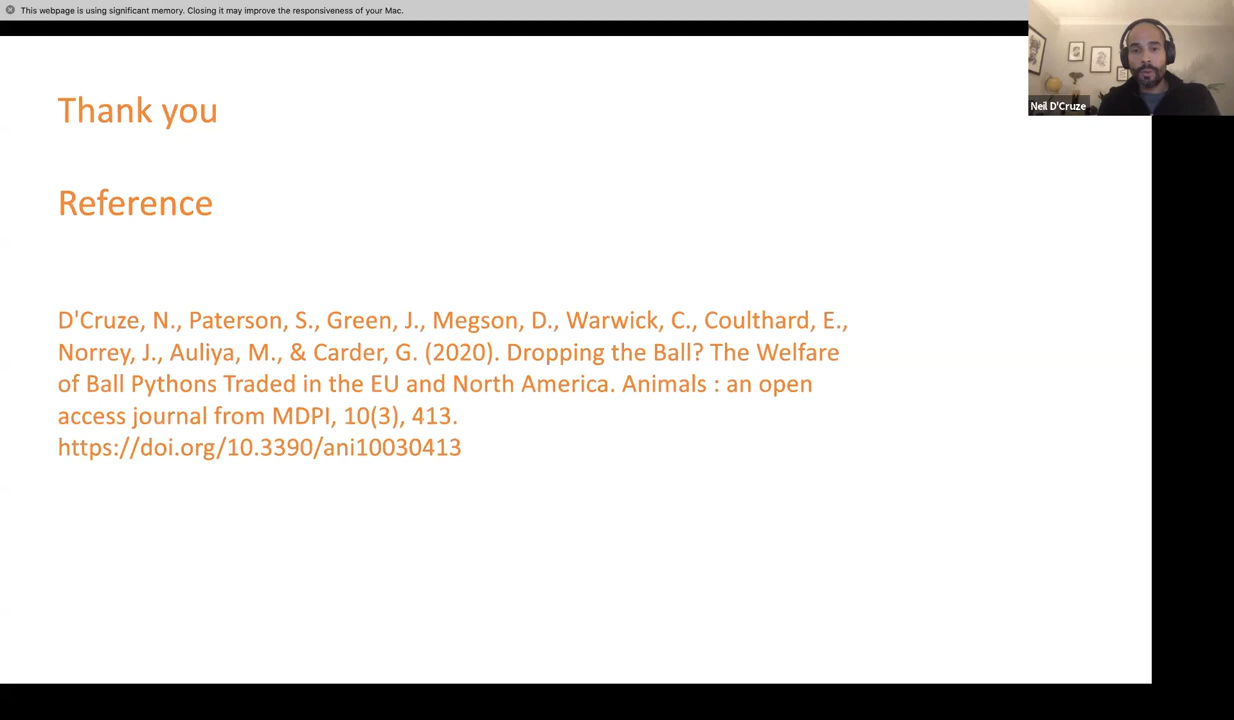 This webpage is using significant memory. Closing it may improve the responsiveness of your Mac.
Neil D'Cruze
Thank you
Reference
D'Cruze, N., Paterson, S., Green, J., Megson, D., Warwick, C., Coulthard, E.,
Norrey, J., Auliya, M., & Carder, G. (2020). Dropping the Ball? The Welfare
of Ball Pythons Traded in the EU and North America. Animals : an open
access journal from MDPI, 10(3), 413.
https://doi.org/10.3390/ani10030413